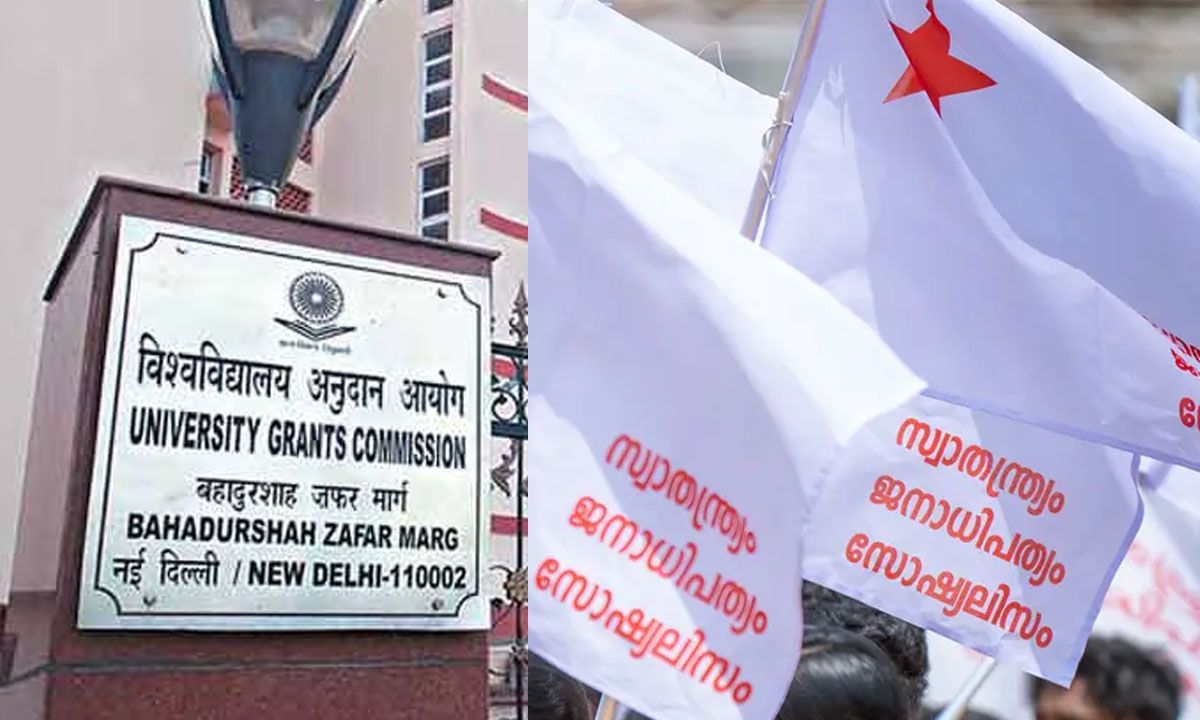 विश्वविद्यालय अनुदान आयोग
UNIVERSITY GRANTS COMMISSION
बहादुरशाह ज़फर मार्ग
BAHADURSHAH ZAFAR MARG
नई दिल्ली / NEW DELHI-110002
സ്വാതന്ത്ര്യം
ജനാധിപത്യം
സോഷ്യലിസം
സ്വാതന്ത്ര്യം
ജനാധിപത്യം
സോഷ്യലിസം